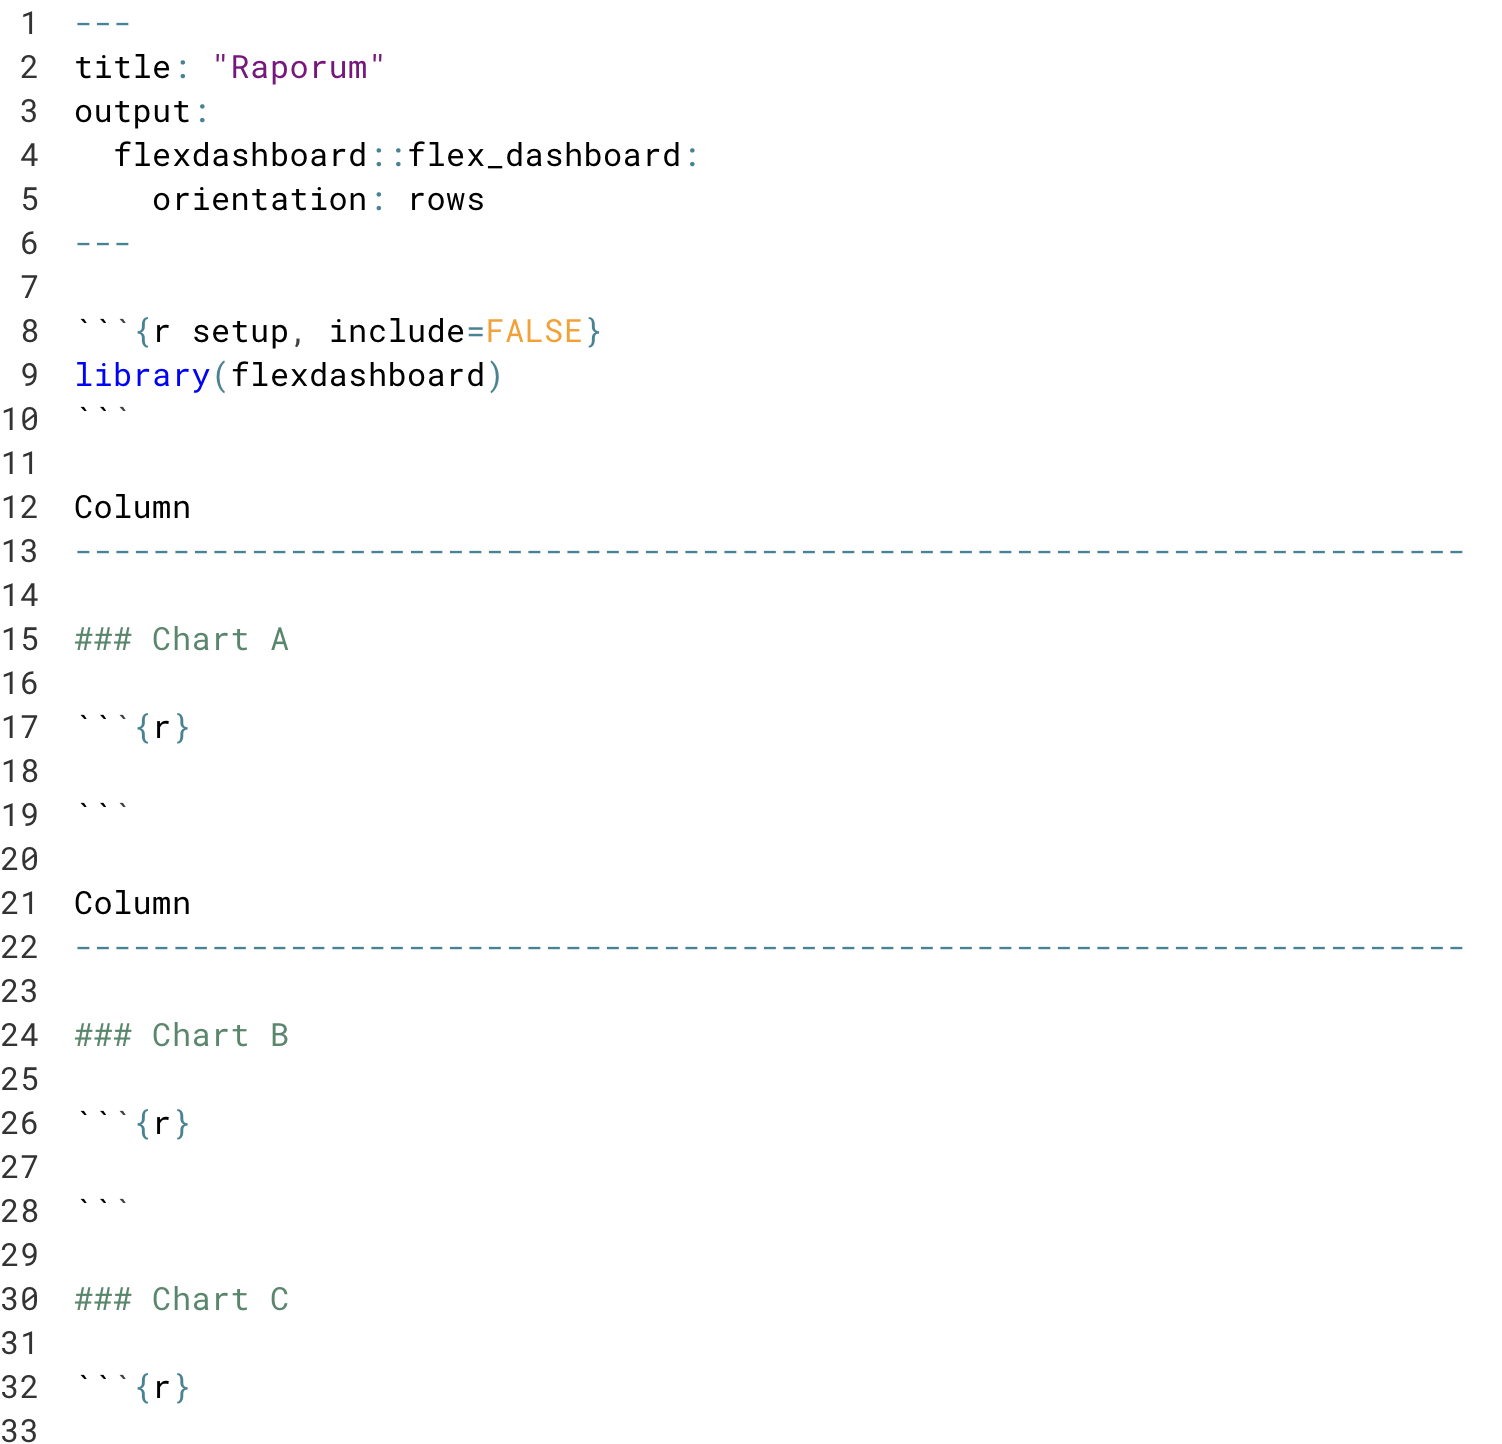 1 ---
2 title: "Raporum"
3 output:
4   flexdashboard::flex_dashboard:
5     orientation: rows
6 ---
7
8 ```{r setup, include=FALSE}
9 library(flexdashboard)
10 ```
11
12 Column
13 -----------------------------------------------------------------------
14
15 ### Chart A
16
17 ```{r}
18
19 ```
20
21 Column
22 -----------------------------------------------------------------------
23
24 ### Chart B
25
26 ```{r}
27
28 ```
29
30 ### Chart C
31
32 ```{r}
33